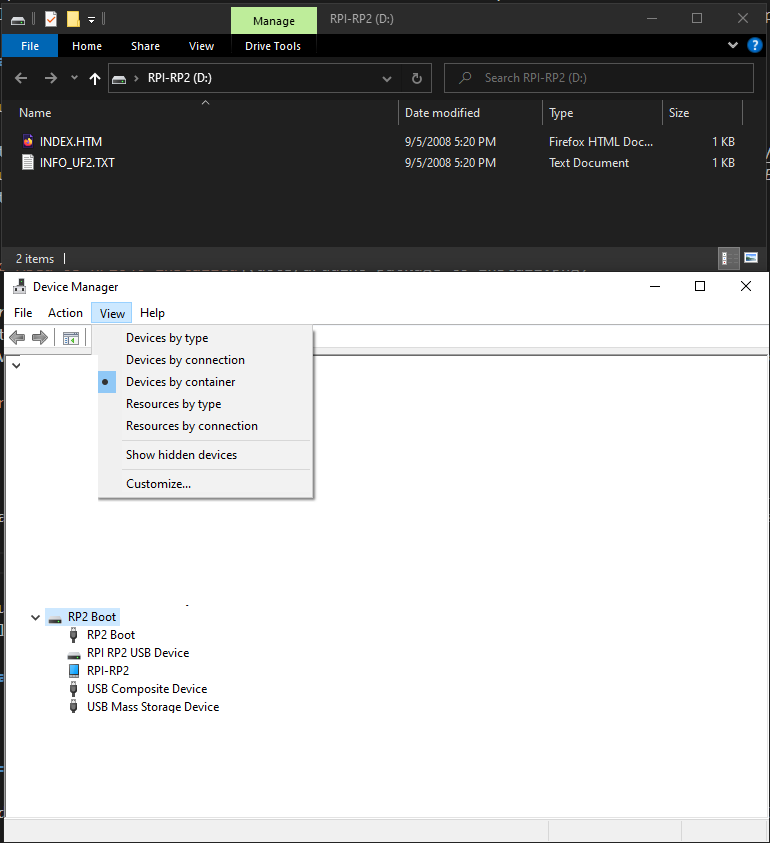 Manage RPI-RP2 (D:)
File Home Share View Drive Tools
RPI-RP2 (D:) Search RPI-RP2 (D:)
Name Date modified Type Size
INDEX.HTM 9/5/2008 5:20 PM Firefox HTML Doc... 1 KB
INFO_UF2.TXT 9/5/2008 5:20 PM Text Document 1 KB
2 items
Device Manager
File Action View Help
Devices by type
Devices by connection
Devices by container
Resources by type
Resources by connection
Show hidden devices
Customize...
RP2 Boot
RP2 Boot
RPI RP2 USB Device
RPI-RP2
USB Composite Device
USB Mass Storage Device